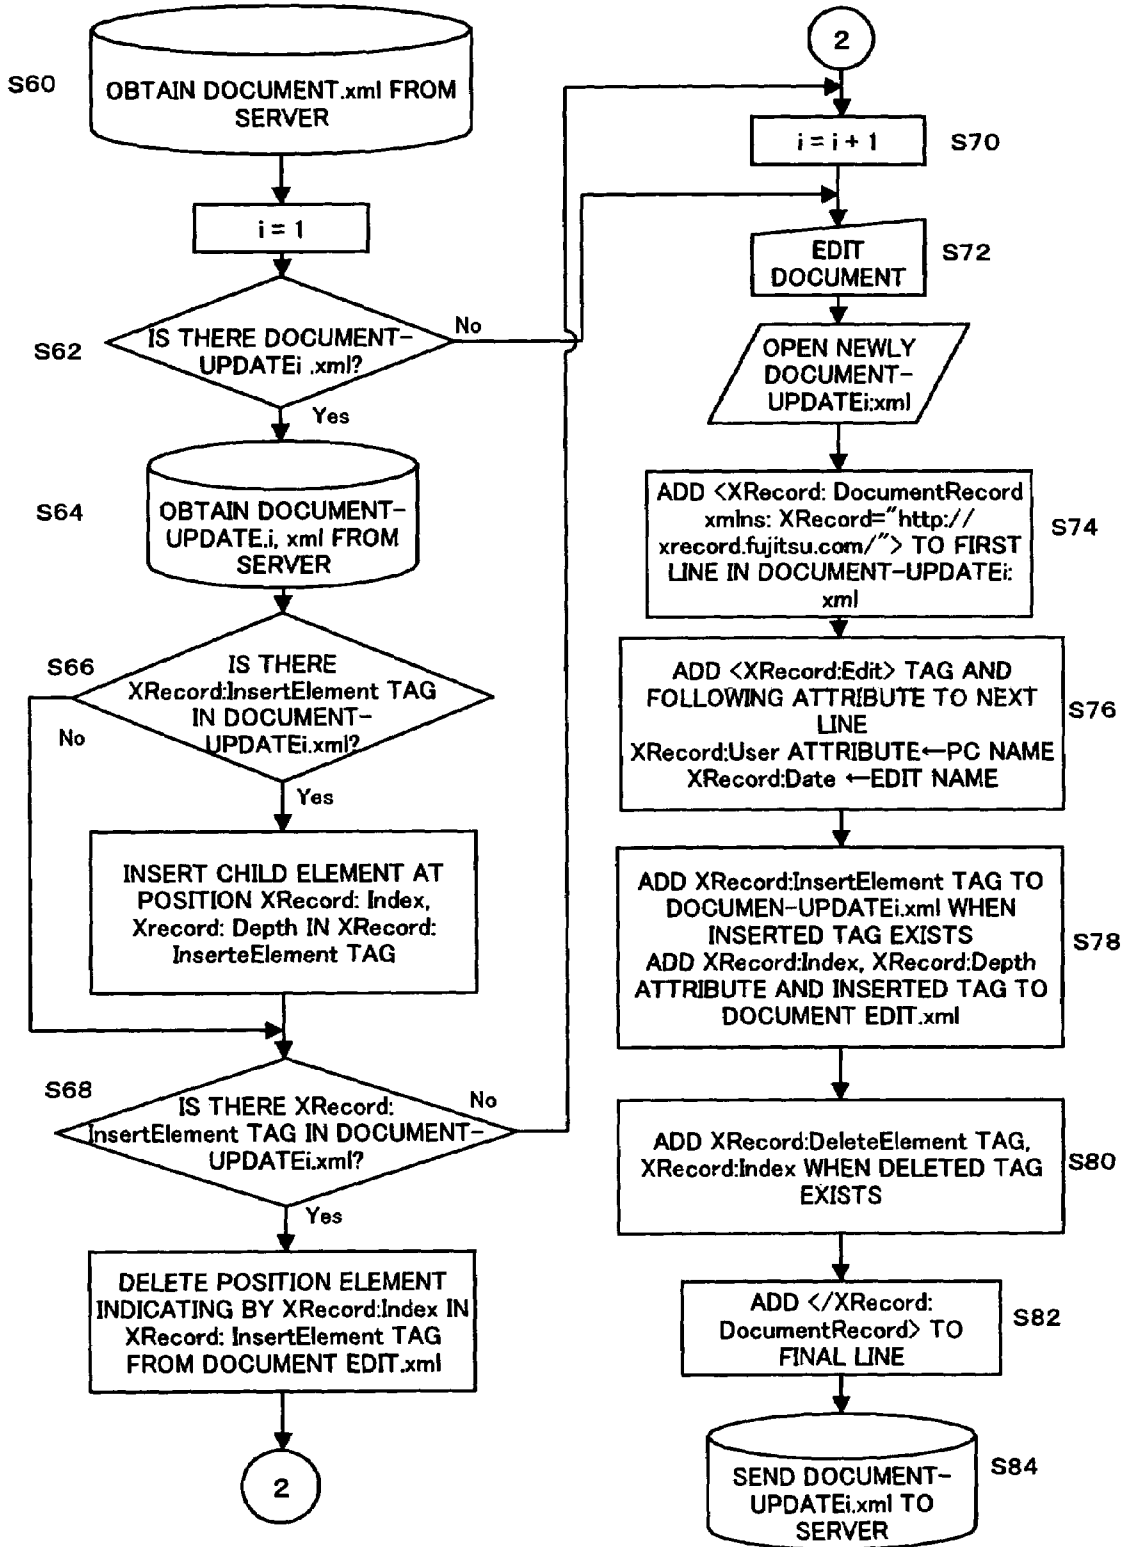 S60
OBTAIN DOCUMENT.xml FROM
SERVER
i = 1
S62
IS THERE DOCUMENT-
UPDATEi .xml?
No
Yes
S64
OBTAIN DOCUMENT-
UPDATE.i, xml FROM
SERVER
S66
IS THERE
XRecord:InsertElement TAG
IN DOCUMENT-
UPDATEi.xml?
No
Yes
INSERT CHILD ELEMENT AT
POSITION XRecord: Index,
Xrecord: Depth IN XRecord:
InserteElement TAG
S68
IS THERE XRecord:
InsertElement TAG IN DOCUMENT-
UPDATEi.xml?
No
Yes
DELETE POSITION ELEMENT
INDICATING BY XRecord:Index IN
XRecord: InsertElement TAG
FROM DOCUMENT EDIT.xml
2
2
i = i + 1
S70
EDIT
DOCUMENT
S72
OPEN NEWLY
DOCUMENT-
UPDATEi:xml
ADD <XRecord: DocumentRecord
xmlns: XRecord="http://
xrecord.fujitsu.com/"> TO FIRST
LINE IN DOCUMENT-UPDATEi:
xml
S74
ADD <XRecord:Edit> TAG AND
FOLLOWING ATTRIBUTE TO NEXT
LINE
XRecord:User ATTRIBUTE←PC NAME
XRecord:Date ←EDIT NAME
S76
ADD XRecord:InsertElement TAG TO
DOCUMEN-UPDATEi.xml WHEN
INSERTED TAG EXISTS
ADD XRecord:Index, XRecord:Depth
ATTRIBUTE AND INSERTED TAG TO
DOCUMENT EDIT.xml
S78
ADD XRecord:DeleteElement TAG,
XRecord:Index WHEN DELETED TAG
EXISTS
S80
ADD </XRecord:
DocumentRecord> TO
FINAL LINE
S82
SEND DOCUMENT-
UPDATEi.xml TO
SERVER
S84